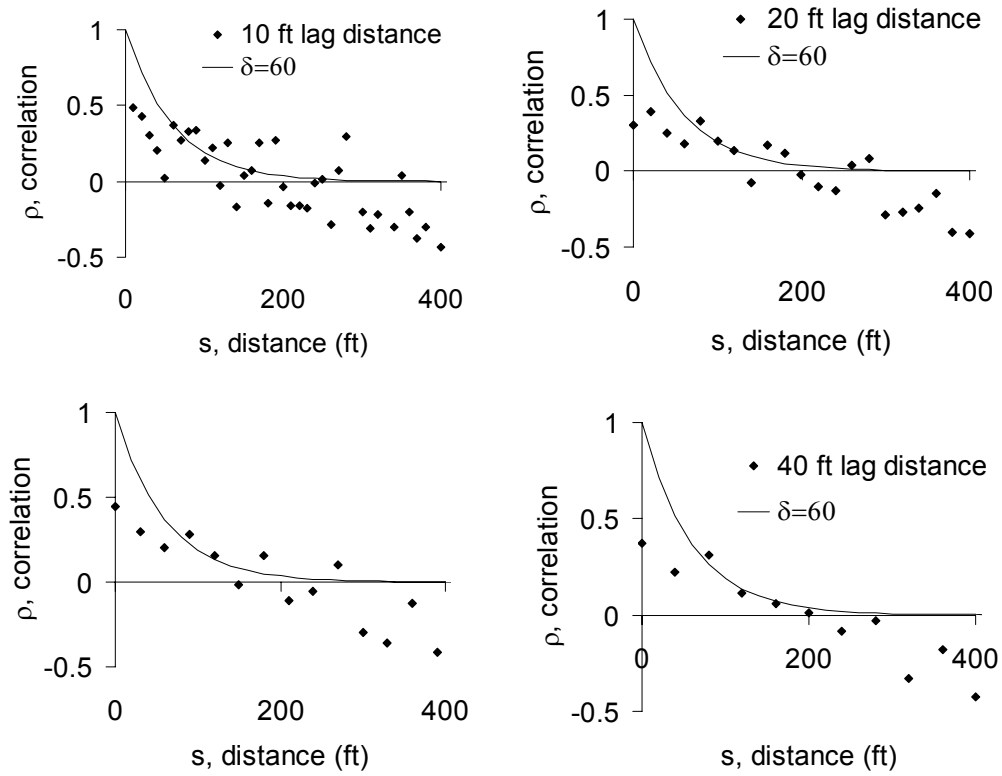 1
0.5
0
-0.5
ρ, correlation
◆ 10 ft lag distance
— δ=60
0 200 400
s, distance (ft)
1
0.5
0
-0.5
ρ, correlation
◆ 20 ft lag distance
— δ=60
0 200 400
s, distance (ft)
1
0.5
0
-0.5
ρ, correlation
0 200 400
s, distance (ft)
1
0.5
0
-0.5
ρ, correlation
◆ 40 ft lag distance
— δ=60
0 200 400
s, distance (ft)